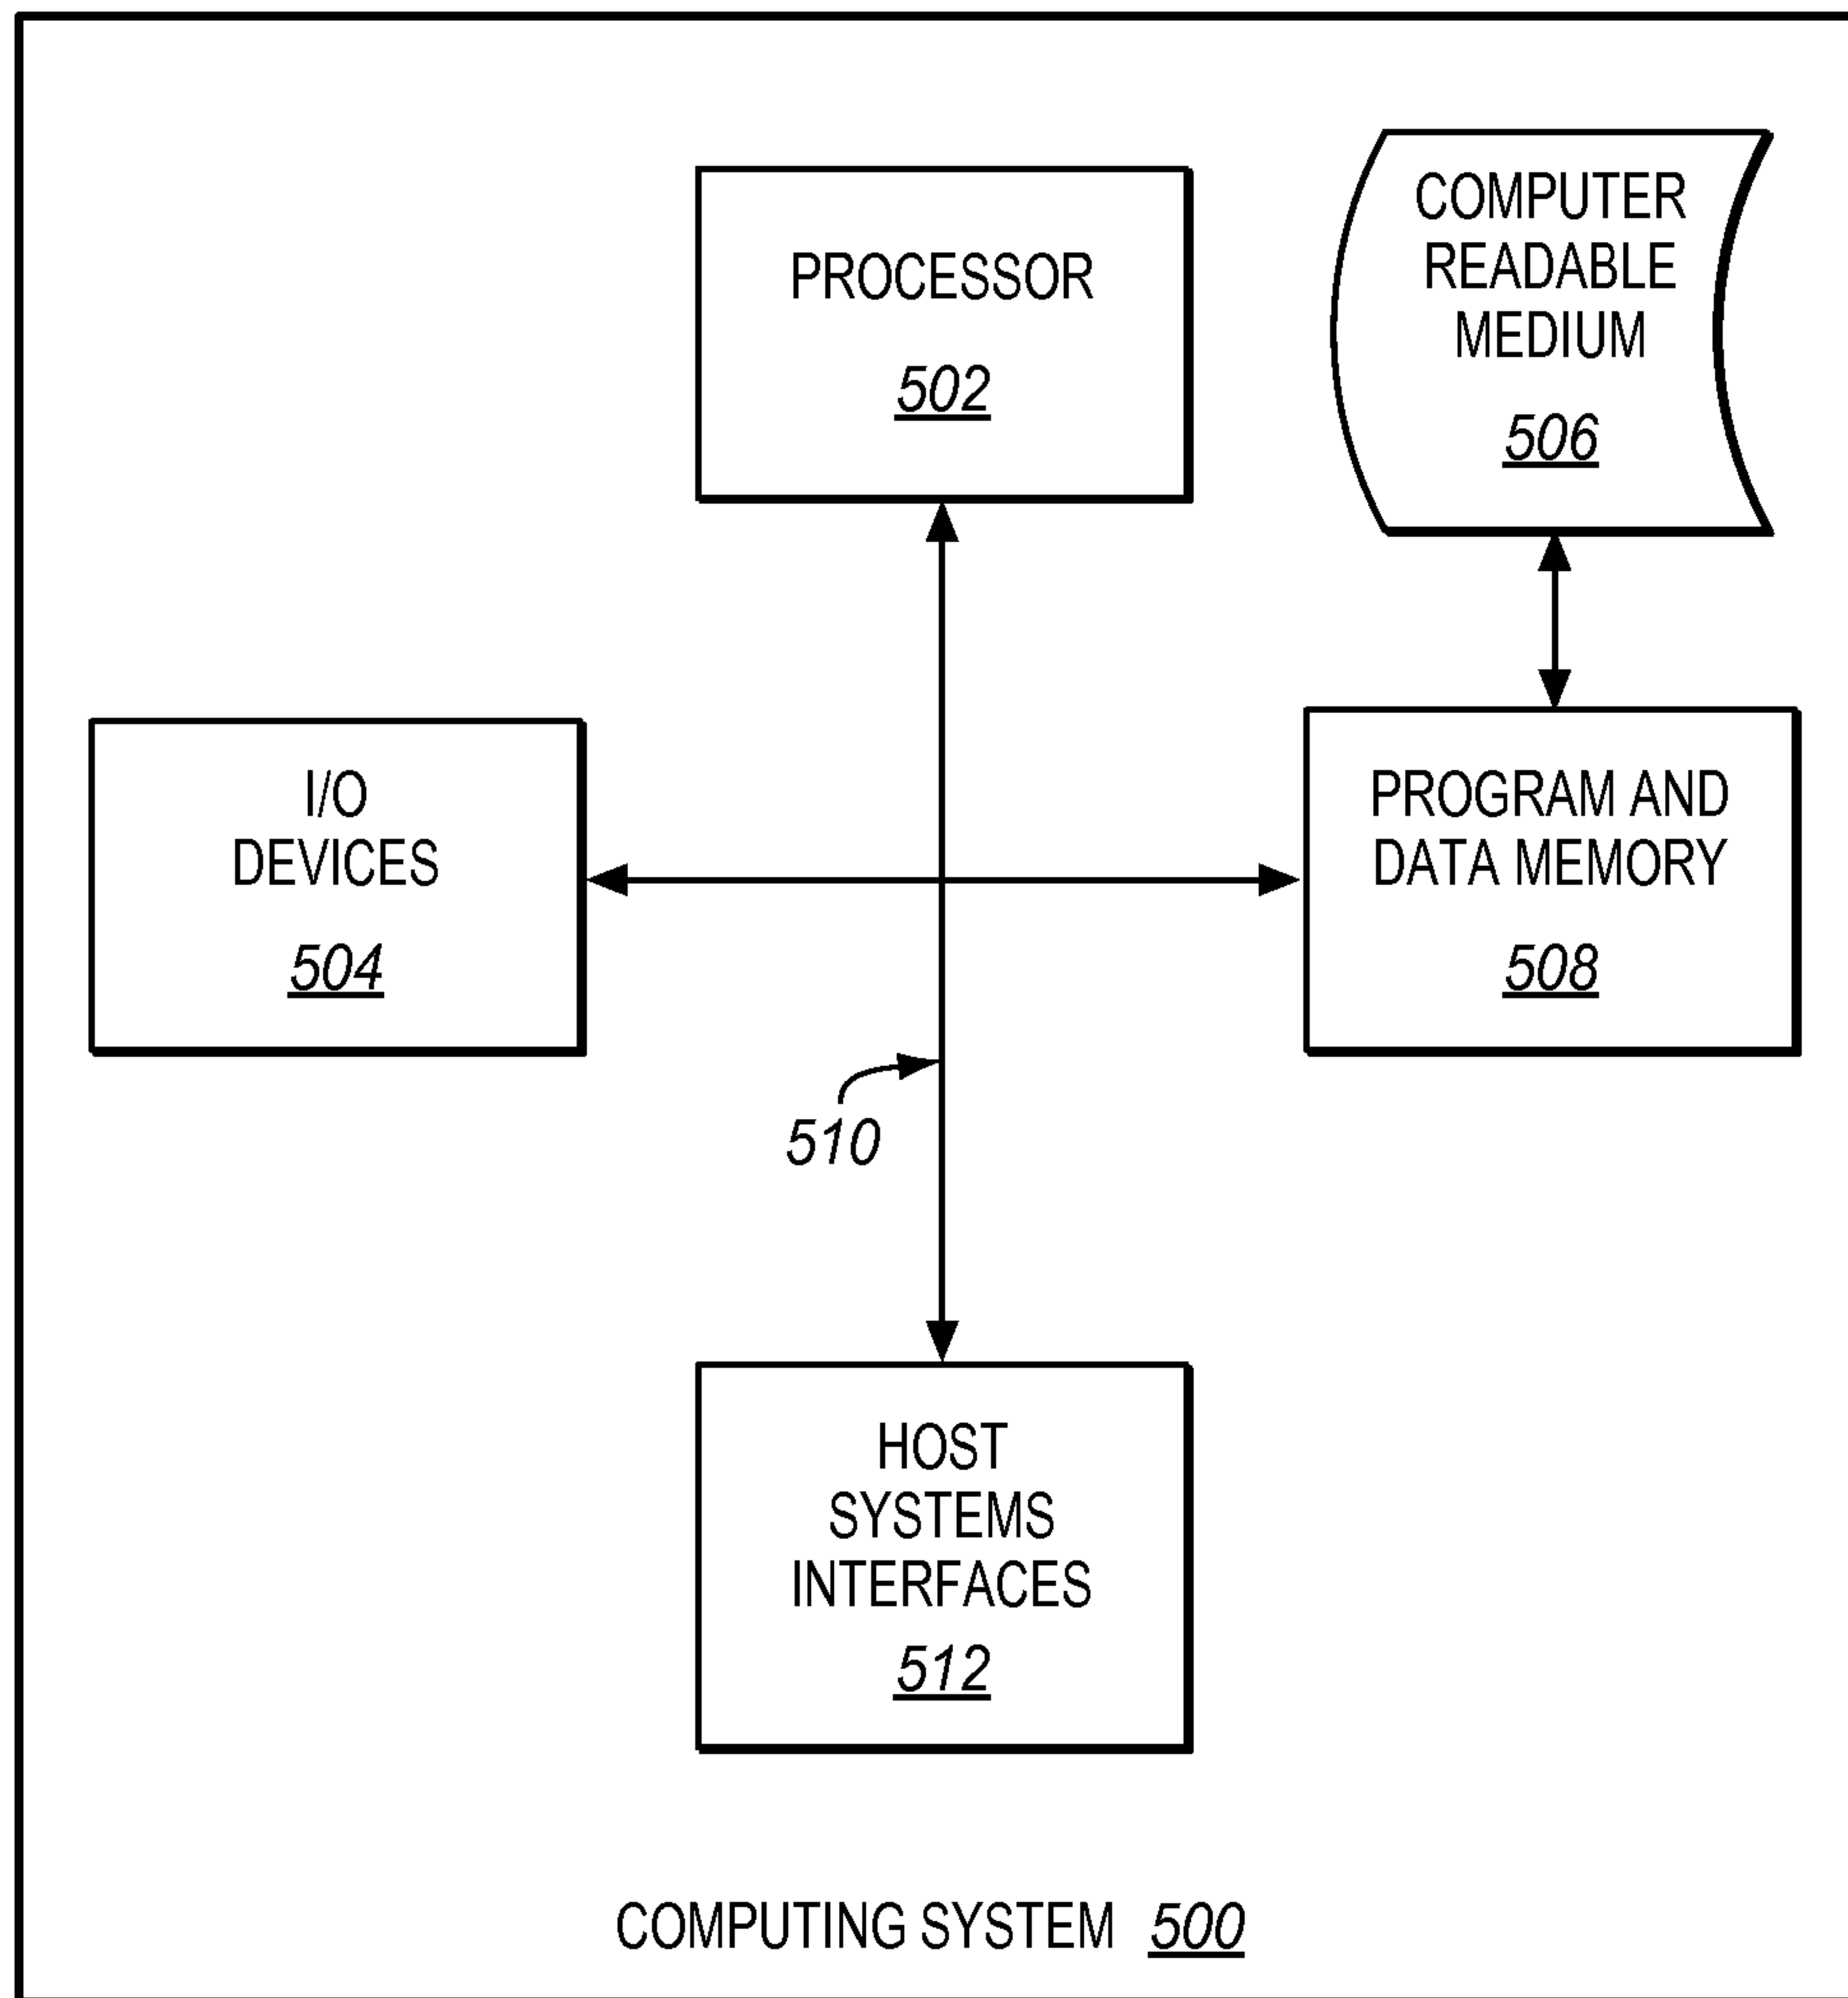 PROCESSOR
502
COMPUTER
READABLE
MEDIUM
506
I/O
DEVICES
504
PROGRAM AND
DATA MEMORY
508
510
HOST
SYSTEMS
INTERFACES
512
COMPUTING SYSTEM 500